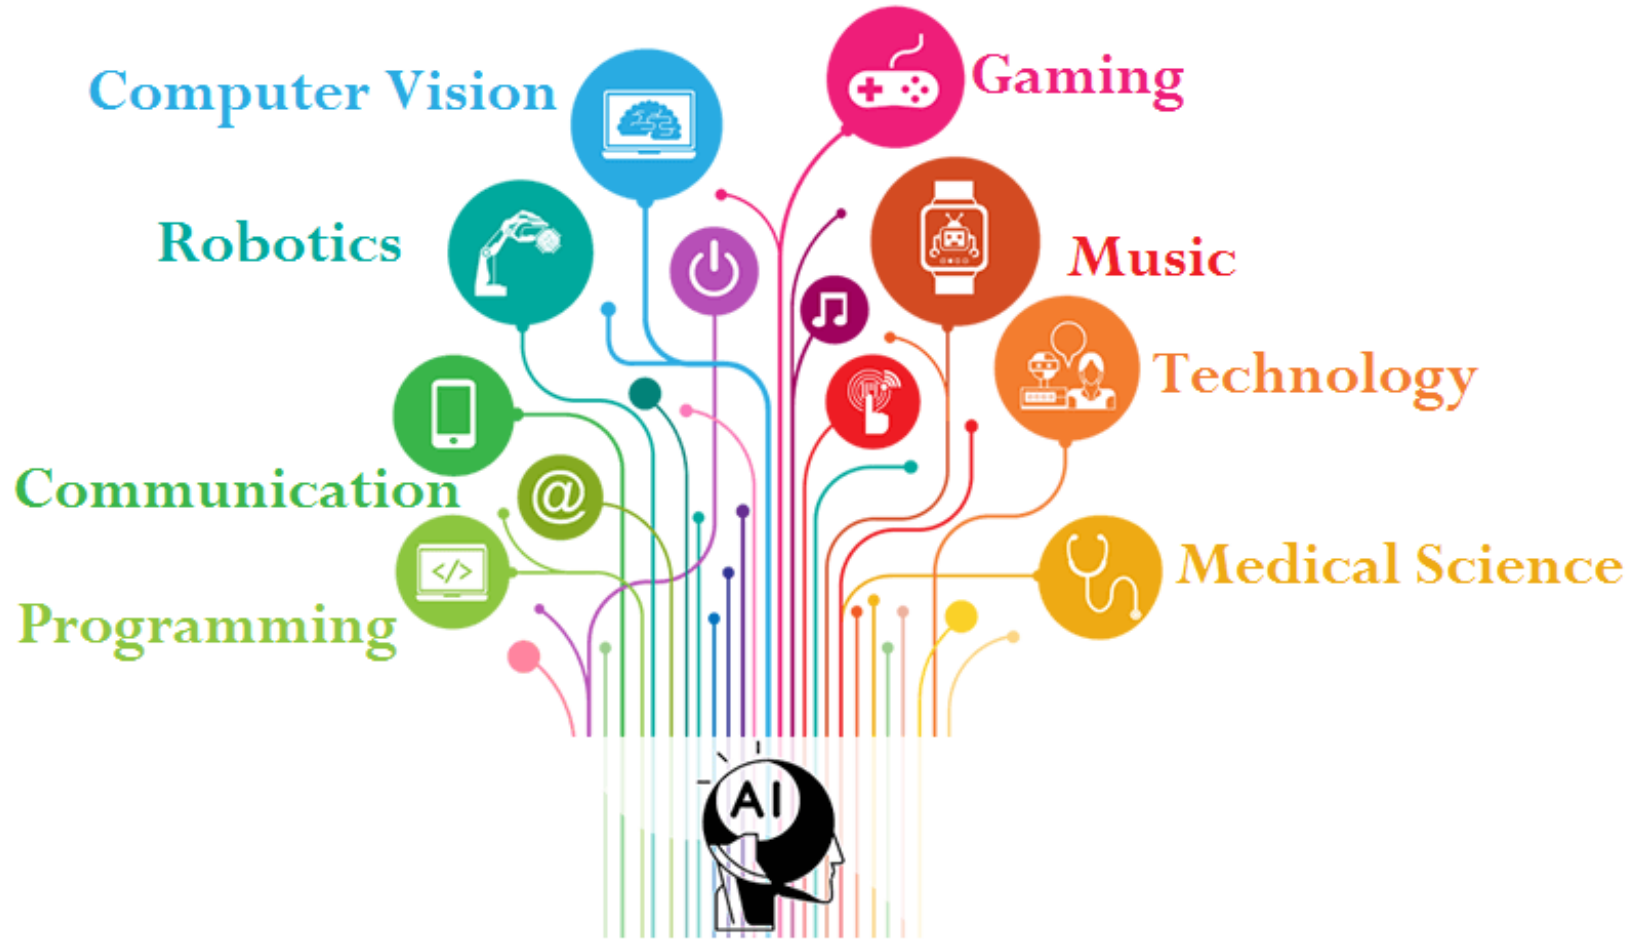 Computer Vision
Gaming
Robotics
Music
Technology
Communication
@
</>
Medical Science
Programming
AI